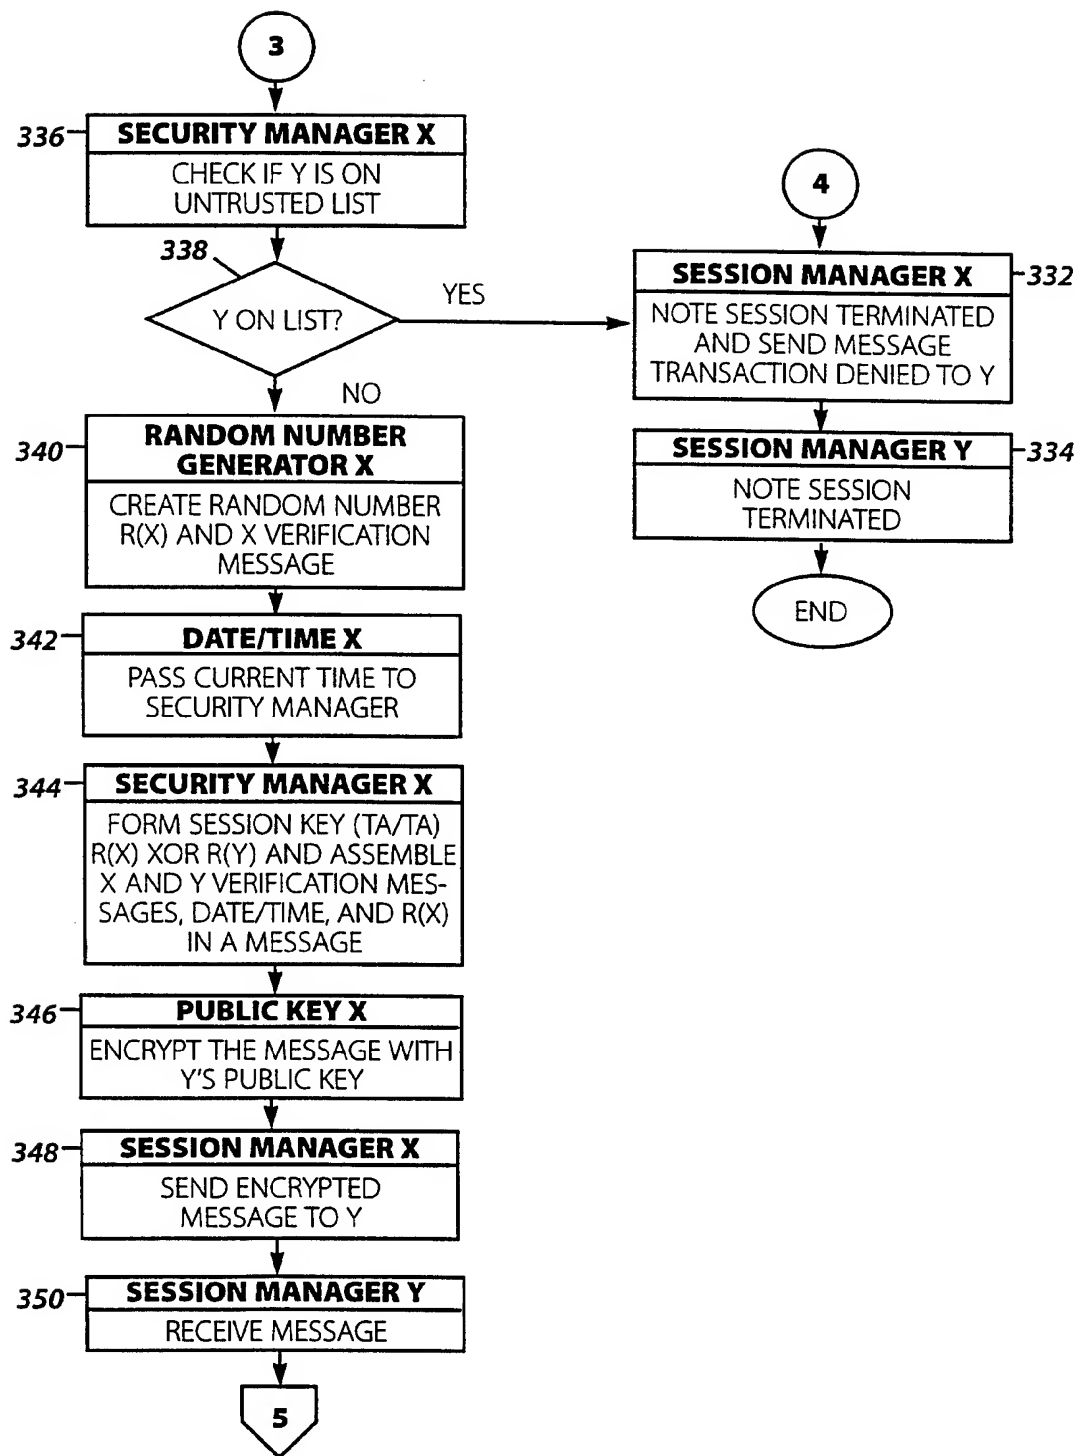 3
336
SECURITY MANAGER X
CHECK IF Y IS ON
UNTRUSTED LIST
338
Y ON LIST?
YES
NO
340
RANDOM NUMBER
GENERATOR X
CREATE RANDOM NUMBER
R(X) AND X VERIFICATION
MESSAGE
342
DATE/TIME X
PASS CURRENT TIME TO
SECURITY MANAGER
344
SECURITY MANAGER X
FORM SESSION KEY (TA/TA)
R(X) XOR R(Y) AND ASSEMBLE
X AND Y VERIFICATION MES-
SAGES, DATE/TIME, AND R(X)
IN A MESSAGE
346
PUBLIC KEY X
ENCRYPT THE MESSAGE WITH
Y'S PUBLIC KEY
348
SESSION MANAGER X
SEND ENCRYPTED
MESSAGE TO Y
350
SESSION MANAGER Y
RECEIVE MESSAGE
5
4
SESSION MANAGER X
332
NOTE SESSION TERMINATED
AND SEND MESSAGE
TRANSACTION DENIED TO Y
SESSION MANAGER Y
334
NOTE SESSION
TERMINATED
END